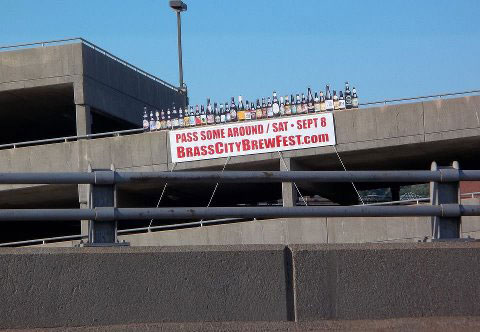 PASS SOME AROUND / SAT • SEPT 8
BRASSCITYBREWFEST.com